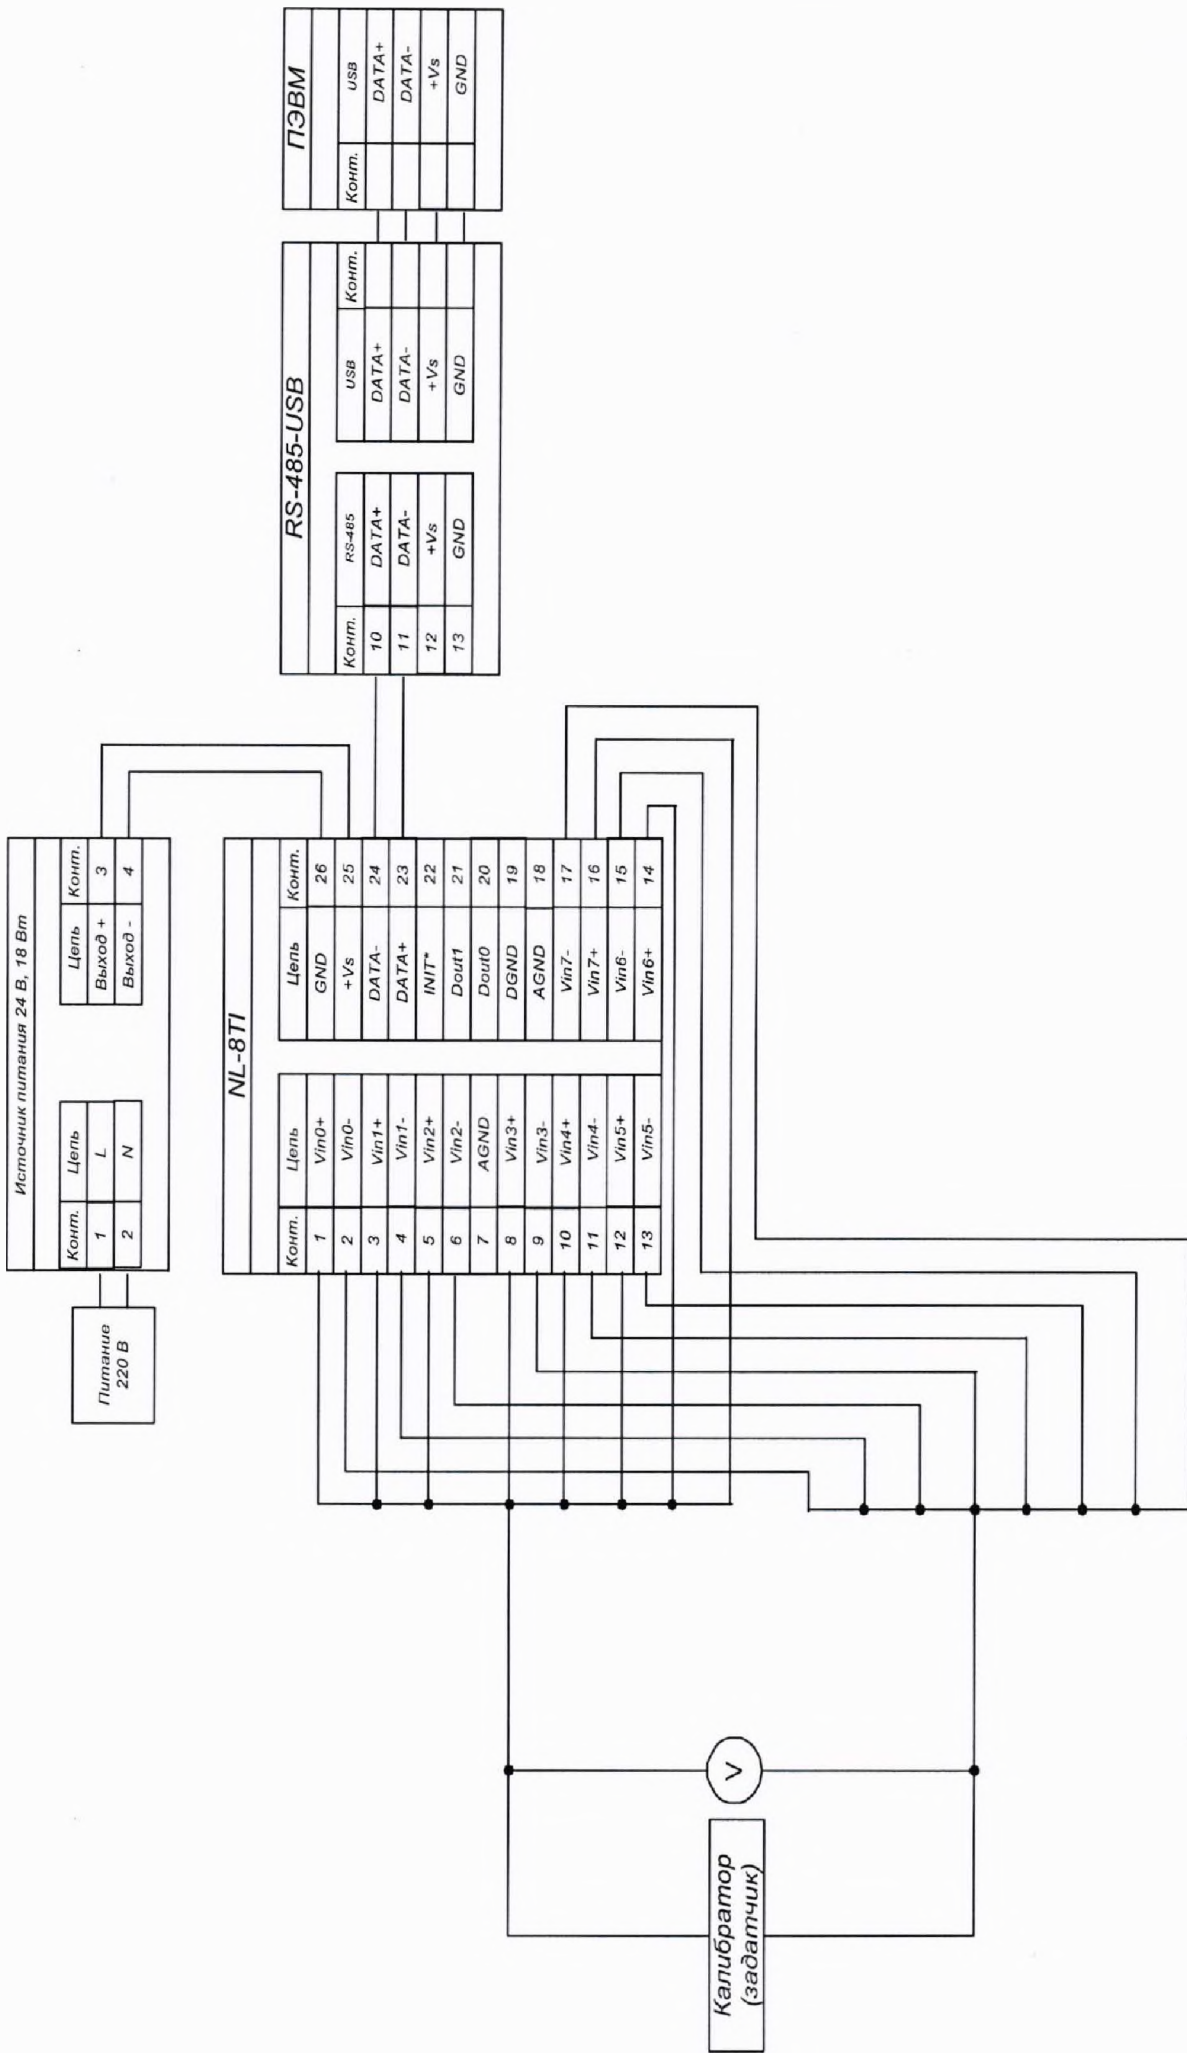 Источник питания 24 В, 18 Вт
Конт. Цепь Цепь Конт.
1 L Выход + 3
2 N Выход - 4
Питание
220 В
NL-8TI
Конт. Цепь Цепь Конт.
1 Vin0+ GND 26
2 Vin0- +Vs 25
3 Vin1+ DATA- 24
4 Vin1- DATA+ 23
5 Vin2+ INIT* 22
6 Vin2- Dout1 21
7 AGND Dout0 20
8 Vin3+ DGND 19
9 Vin3- AGND 18
10 Vin4+ Vin7- 17
11 Vin4- Vin7+ 16
12 Vin5+ Vin6- 15
13 Vin5- Vin6+ 14
RS-485-USB
Конт. RS-485 USB Конт.
10 DATA+ DATA+
11 DATA- DATA-
12 +Vs +Vs
13 GND GND
ПЭВМ
Конт. USB
DATA+
DATA-
+Vs
GND
V
Калибратор
(задатчик)